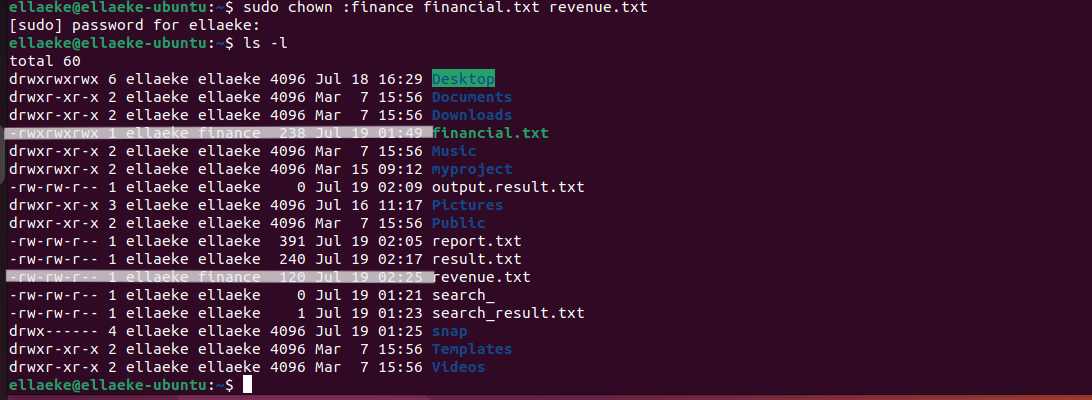 ellaeke@ellaeke-ubuntu:~$ sudo chown :finance financial.txt revenue.txt
[sudo] password for ellaeke:
ellaeke@ellaeke-ubuntu:~$ ls -l
total 60
drwxrwxrwx 6 ellaeke ellaeke 4096 Jul 18 16:29 Desktop
drwxr-xr-x 2 ellaeke ellaeke 4096 Mar  7 15:56 Documents
drwxr-xr-x 2 ellaeke ellaeke 4096 Mar  7 15:56 Downloads
-rwxrwxrwx 1 ellaeke finance  238 Jul 19 01:49 financial.txt
drwxr-xr-x 2 ellaeke ellaeke 4096 Mar  7 15:56 Music
drwxrwxr-x 2 ellaeke ellaeke 4096 Mar 15 09:12 myproject
-rw-rw-r-- 1 ellaeke ellaeke    0 Jul 19 02:09 output.result.txt
drwxr-xr-x 3 ellaeke ellaeke 4096 Jul 16 11:17 Pictures
drwxr-xr-x 2 ellaeke ellaeke 4096 Mar  7 15:56 Public
-rw-rw-r-- 1 ellaeke ellaeke  391 Jul 19 02:05 report.txt
-rw-rw-r-- 1 ellaeke ellaeke  240 Jul 19 02:17 result.txt
-rw-rw-r-- 1 ellaeke finance  120 Jul 19 02:25 revenue.txt
-rw-rw-r-- 1 ellaeke ellaeke    0 Jul 19 01:21 search_
-rw-rw-r-- 1 ellaeke ellaeke    1 Jul 19 01:23 search_result.txt
drwx------ 4 ellaeke ellaeke 4096 Jul 19 01:25 snap
drwxr-xr-x 2 ellaeke ellaeke 4096 Mar  7 15:56 Templates
drwxr-xr-x 2 ellaeke ellaeke 4096 Mar  7 15:56 Videos
ellaeke@ellaeke-ubuntu:~$